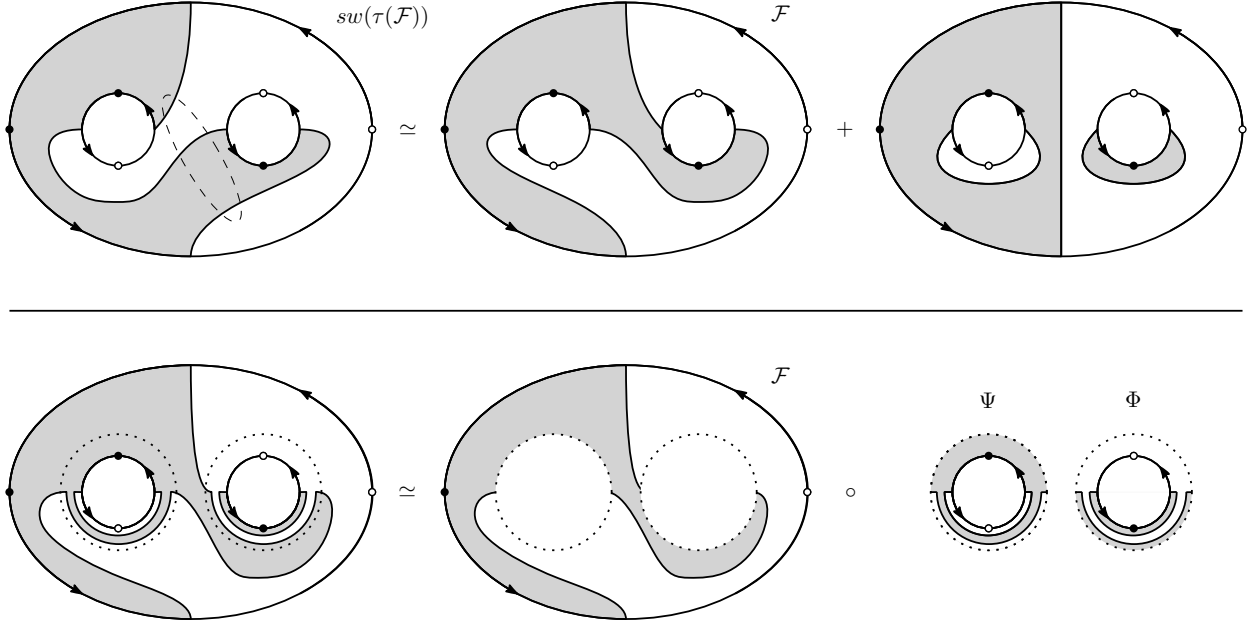 sw(τ(ℱ)) ≃ ℱ +
≃ ℱ ∘ Ψ Φ